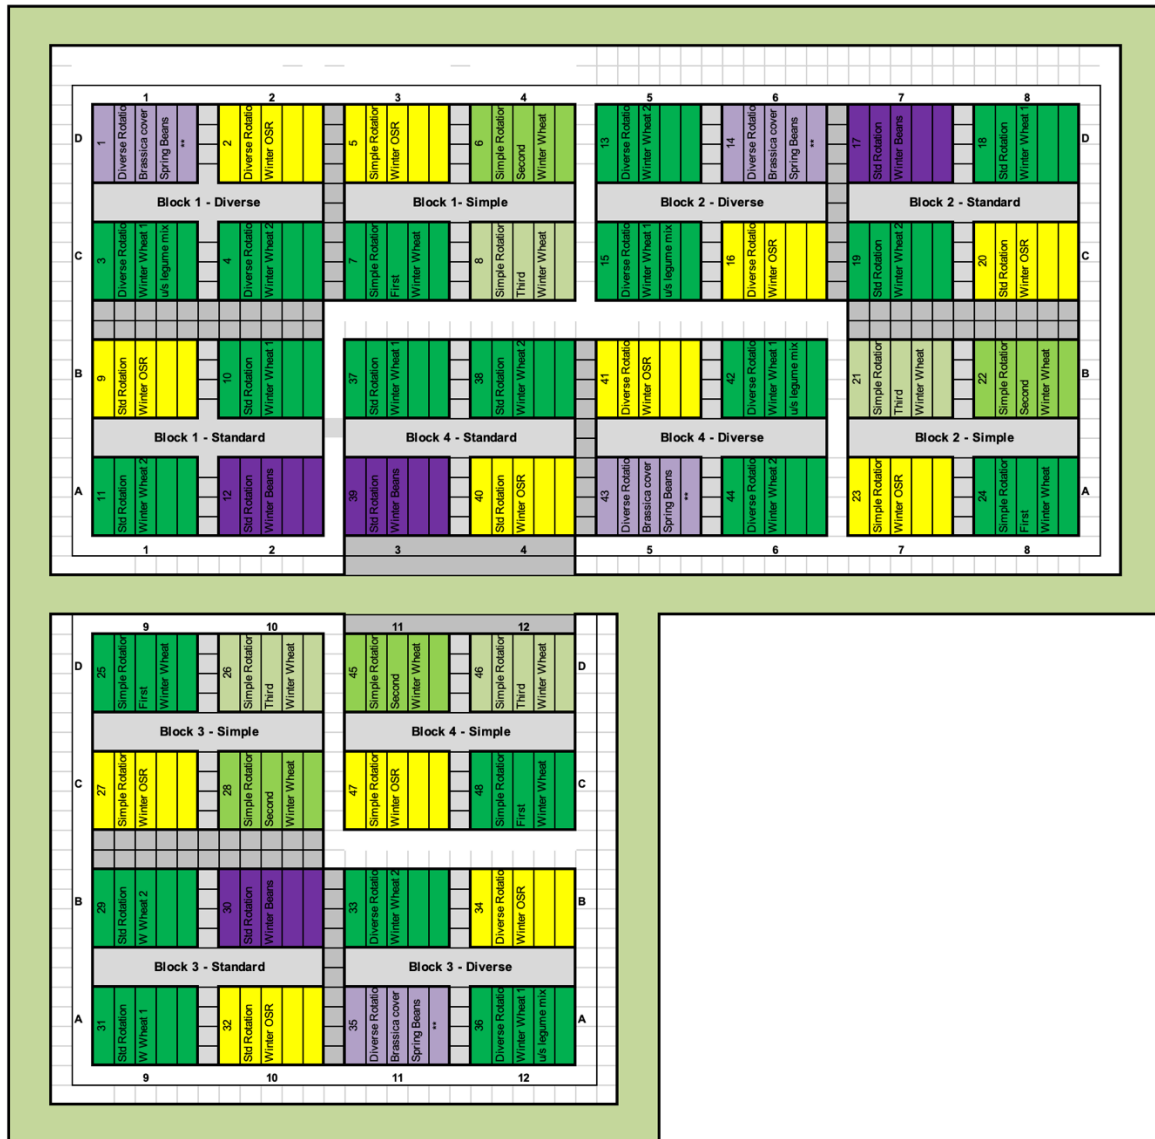 1 2 3 4 5 6 7 8
D
1
Diverse Rotatio
Brassica cover
Spring Beans
**
2
Diverse Rotatio
Winter OSR
5
Simple Rotation
Winter OSR
6
Simple Rotation
Second
Winter Wheat
13
Diverse Rotatio
Winter Wheat 2
14
Diverse Rotatio
Brassica cover
Spring Beans
**
17
Std Rotation
Winter Beans
18
Std Rotation
Winter Wheat 1
D
Block 1 - Diverse
Block 1- Simple
Block 2 - Diverse
Block 2 - Standard
C
3
Diverse Rotatio
Winter Wheat 1
u/s legume mix
4
Diverse Rotatio
Winter Wheat 2
7
Simple Rotation
First
Winter Wheat
8
Simple Rotation
Third
Winter Wheat
15
Diverse Rotatio
Winter Wheat 1
u/s legume mix
16
Diverse Rotatio
Winter OSR
19
Std Rotation
Winter Wheat 2
20
Std Rotation
Winter OSR
C
B
9
Std Rotation
Winter OSR
10
Std Rotation
Winter Wheat 1
37
Std Rotation
Winter Wheat 1
38
Std Rotation
Winter Wheat 2
41
Diverse Rotatio
Winter OSR
42
Diverse Rotatio
Winter Wheat 1
u/s legume mix
21
Simple Rotation
Third
Winter Wheat
22
Simple Rotation
Second
Winter Wheat
B
Block 1 - Standard
Block 4 - Standard
Block 4 - Diverse
Block 2 - Simple
A
11
Std Rotation
Winter Wheat 2
12
Std Rotation
Winter Beans
39
Std Rotation
Winter Beans
40
Std Rotation
Winter OSR
43
Diverse Rotatio
Brassica cover
Spring Beans
**
44
Diverse Rotatio
Winter Wheat 2
23
Simple Rotation
Winter OSR
24
Simple Rotation
First
Winter Wheat
A
1 2 3 4 5 6 7 8
9 10 11 12
D
25
Simple Rotation
First
Winter Wheat
26
Simple Rotation
Third
Winter Wheat
45
Simple Rotation
Second
Winter Wheat
46
Simple Rotation
Third
Winter Wheat
D
Block 3 - Simple
Block 4 - Simple
C
27
Simple Rotation
Winter OSR
28
Simple Rotation
Second
Winter Wheat
47
Simple Rotation
Winter OSR
48
Simple Rotation
First
Winter Wheat
C
B
29
Std Rotation
W Wheat 2
30
Std Rotation
Winter Beans
33
Diverse Rotatio
Winter Wheat 2
34
Diverse Rotatio
Winter OSR
B
Block 3 - Standard
Block 3 - Diverse
A
31
Std Rotation
W Wheat 1
32
Std Rotation
Winter OSR
35
Diverse Rotatio
Brassica cover
Spring Beans
**
36
Diverse Rotatio
Winter Wheat 1
u/s legume mix
A
9 10 11 12